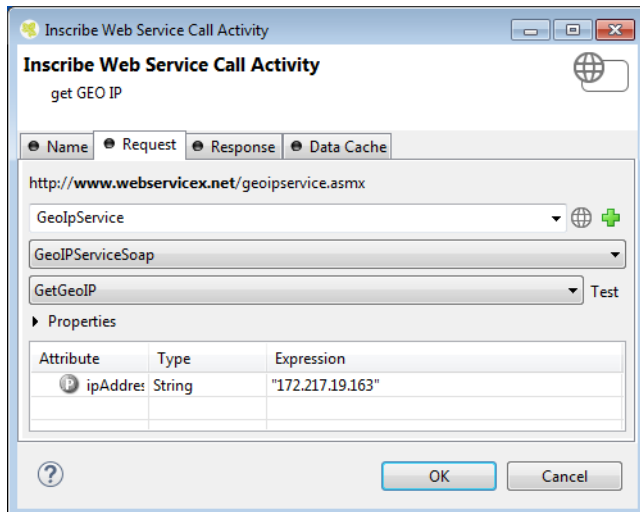 Inscribe Web Service Call Activity
Inscribe Web Service Call Activity
get GEO IP
Name Request Response Data Cache
http://www.webservicex.net/geoipservice.asmx
GeoIpService
GeoIPServiceSoap
GetGeoIP Test
Properties
Attribute Type Expression
P ipAddres String "172.217.19.163"
? OK Cancel